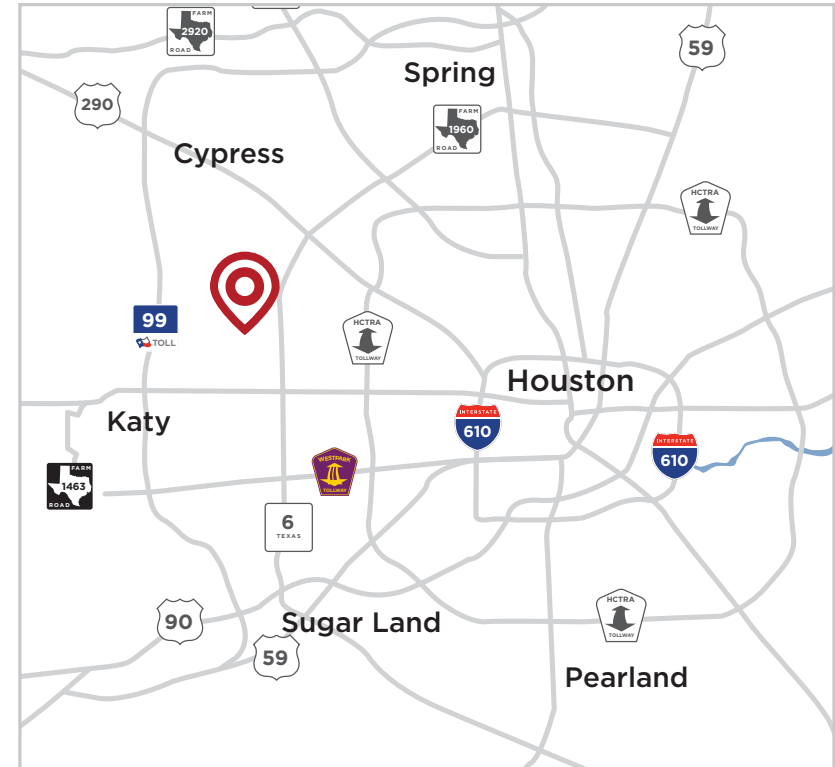 FARM
2920
ROAD
59
Spring
290
FARM
1960
ROAD
Cypress
HCTRA
TOLLWAY
99
TOLL
HCTRA
TOLLWAY
Houston
Katy
INTERSTATE
610
INTERSTATE
610
WESTPARK
TOLLWAY
FARM
1463
ROAD
6
TEXAS
90
Sugar Land
HCTRA
TOLLWAY
59
Pearland